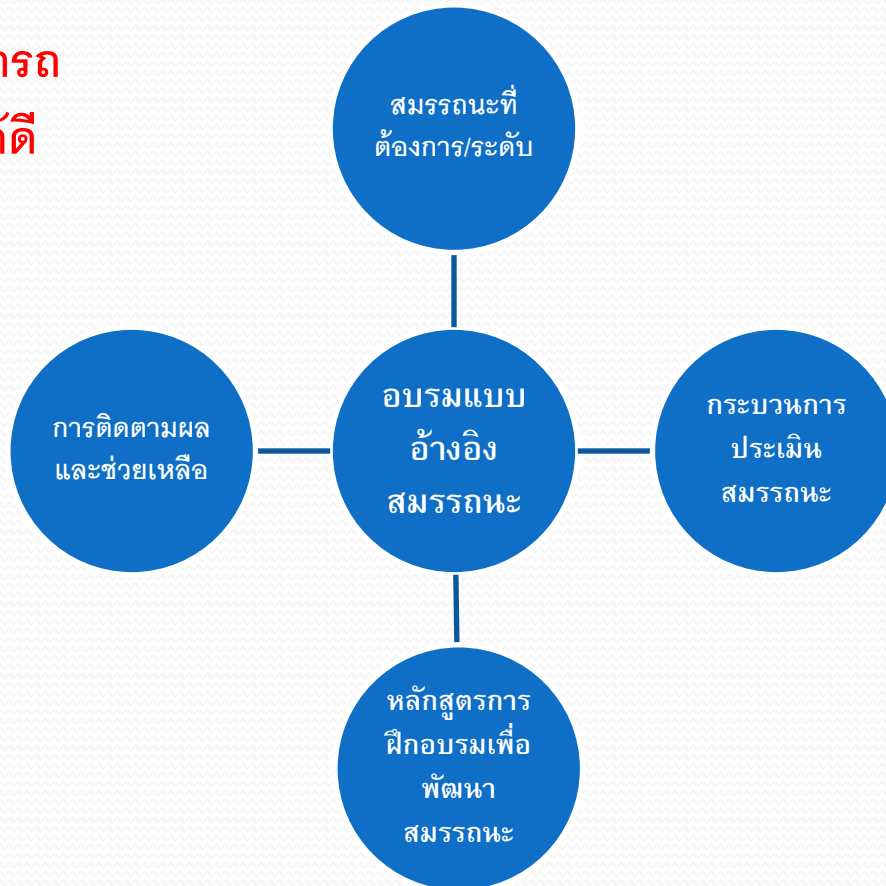 สมรรถนะที่
ต้องการ/ระดับ
การติดตามผล
และช่วยเหลือ
อบรมแบบ
อ้างอิง
สมรรถนะ
กระบวนการ
ประเมิน
สมรรถนะ
หลักสูตรการ
ฝึกอบรมเพื่อ
พัฒนา
สมรรถนะ